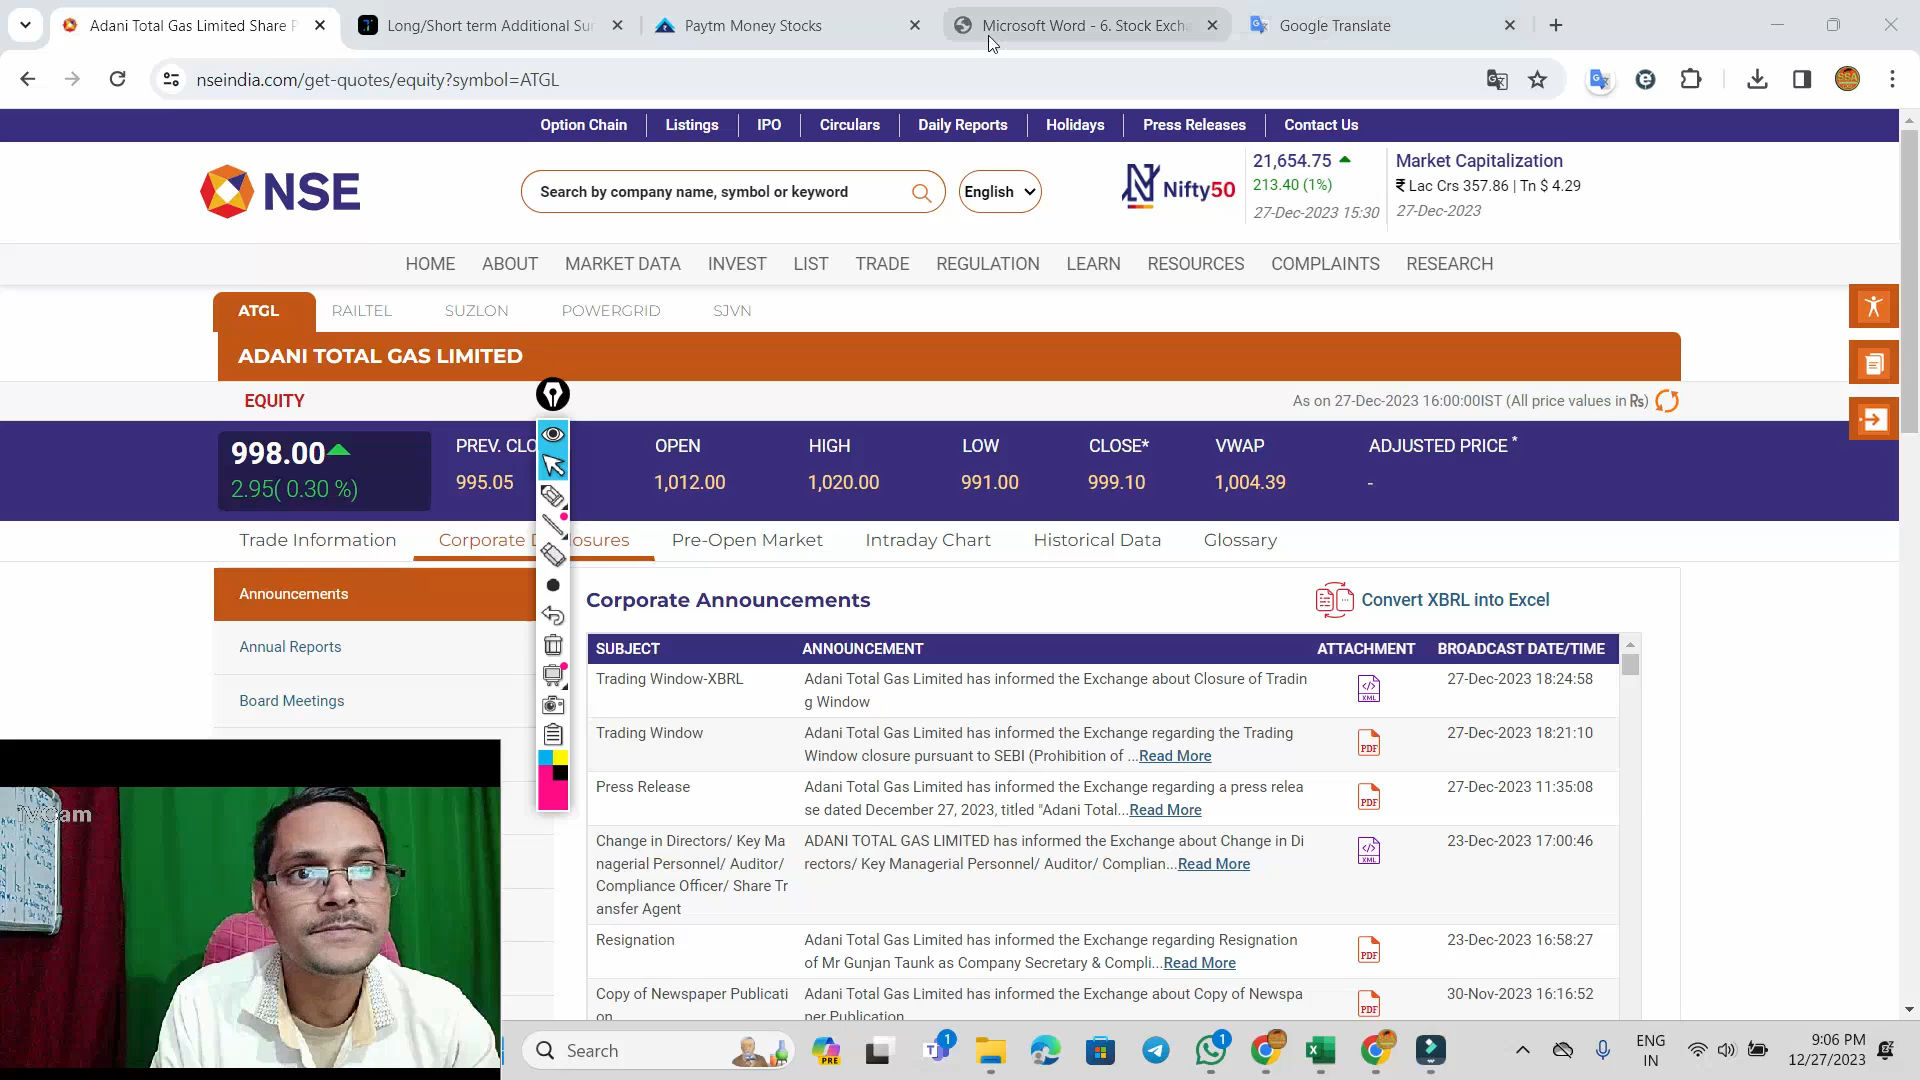 Adani Total Gas Limited Share P
Long/Short term Additional Sur
Paytm Money Stocks
Microsoft Word - 6. Stock Excha
Google Translate
nseindia.com/get-quotes/equity?symbol=ATGL
Option Chain
Listings
IPO
Circulars
Daily Reports
Holidays
Press Releases
Contact Us
NSE
Search by company name, symbol or keyword
English
Nifty50
21,654.75
213.40 (1%)
27-Dec-2023 15:30
Market Capitalization
₹ Lac Crs 357.86 | Tn $ 4.29
27-Dec-2023
HOME
ABOUT
MARKET DATA
INVEST
LIST
TRADE
REGULATION
LEARN
RESOURCES
COMPLAINTS
RESEARCH
ATGL
RAILTEL
SUZLON
POWERGRID
SJVN
ADANI TOTAL GAS LIMITED
EQUITY
As on 27-Dec-2023 16:00:00IST (All price values in Rs)
998.00
2.95( 0.30 %)
PREV. CLO
995.05
OPEN
1,012.00
HIGH
1,020.00
LOW
991.00
CLOSE*
999.10
VWAP
1,004.39
ADJUSTED PRICE *
-
Trade Information
Corporate D osures
Pre-Open Market
Intraday Chart
Historical Data
Glossary
Announcements
Annual Reports
Board Meetings
Corporate Announcements
Convert XBRL into Excel
SUBJECT
ANNOUNCEMENT
ATTACHMENT
BROADCAST DATE/TIME
Trading Window-XBRL
Adani Total Gas Limited has informed the Exchange about Closure of Tradin
g Window
XML
27-Dec-2023 18:24:58
Trading Window
Adani Total Gas Limited has informed the Exchange regarding the Trading
Window closure pursuant to SEBI (Prohibition of ...Read More
PDF
27-Dec-2023 18:21:10
Press Release
Adani Total Gas Limited has informed the Exchange regarding a press relea
se dated December 27, 2023, titled "Adani Total...Read More
PDF
27-Dec-2023 11:35:08
Change in Directors/ Key Ma
nagerial Personnel/ Auditor/
Compliance Officer/ Share Tr
ansfer Agent
ADANI TOTAL GAS LIMITED has informed the Exchange about Change in Di
rectors/ Key Managerial Personnel/ Auditor/ Complian...Read More
XML
23-Dec-2023 17:00:46
Resignation
Adani Total Gas Limited has informed the Exchange regarding Resignation
of Mr Gunjan Taunk as Company Secretary & Compli...Read More
PDF
23-Dec-2023 16:58:27
Copy of Newspaper Publicati
on
Adani Total Gas Limited has informed the Exchange about Copy of Newspa
per Publication
PDF
30-Nov-2023 16:16:52
iVCam
Search
PRE
1
1
ENG
IN
9:06 PM
12/27/2023